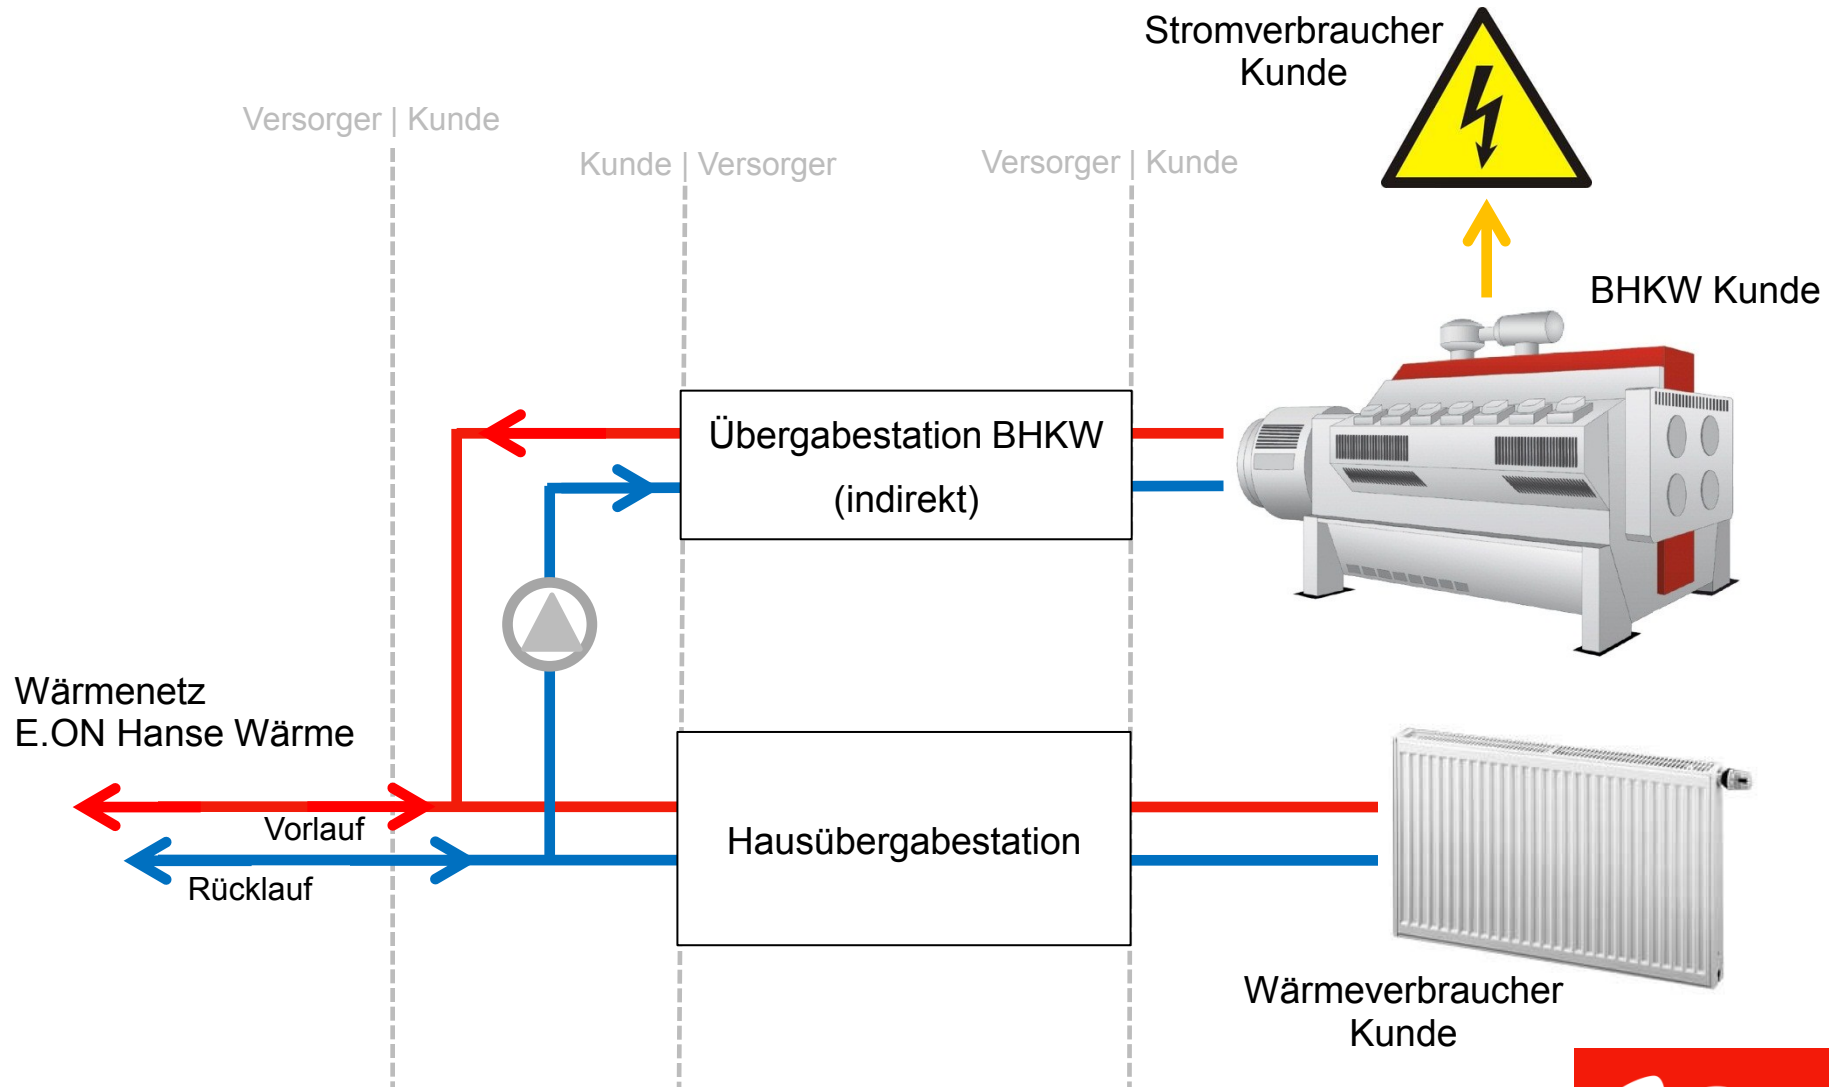 Stromverbraucher
Kunde
Versorger | Kunde
Kunde | Versorger
Versorger | Kunde
BHKW Kunde
Übergabestation BHKW
(indirekt)
Wärmenetz
E.ON Hanse Wärme
Vorlauf
Hausübergabestation
Rücklauf
Wärmeverbraucher
Kunde